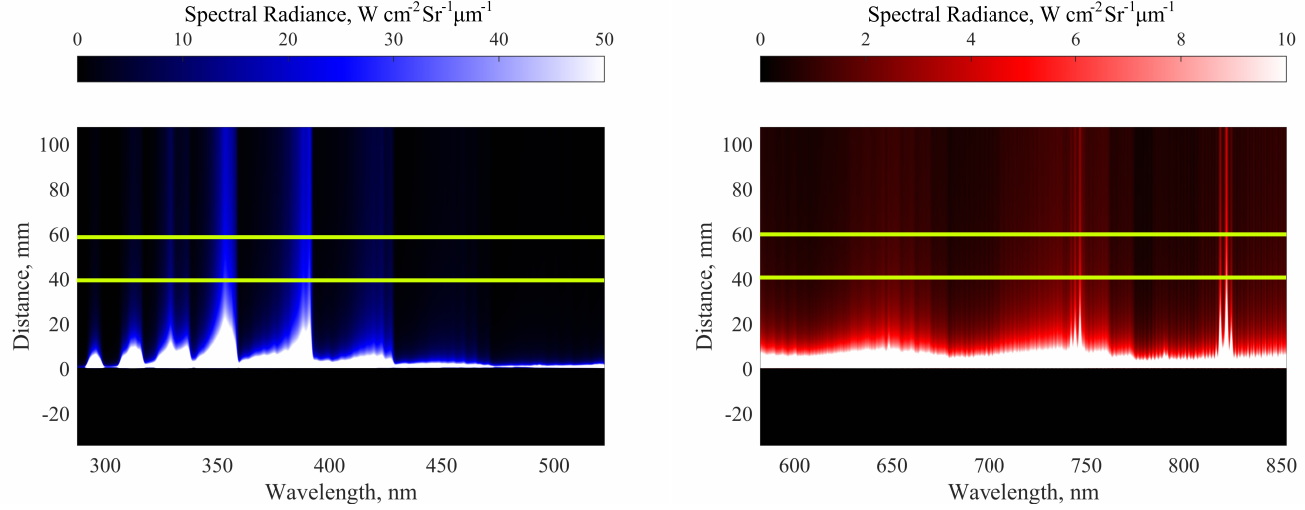 Spectral Radiance, W cm-2Sr-1μm-1
0 10 20 30 40 50
Distance, mm
100
80
60
40
20
0
-20
300 350 400 450 500
Wavelength, nm
Spectral Radiance, W cm-2Sr-1μm-1
0 2 4 6 8 10
Distance, mm
100
80
60
40
20
0
-20
600 650 700 750 800 850
Wavelength, nm